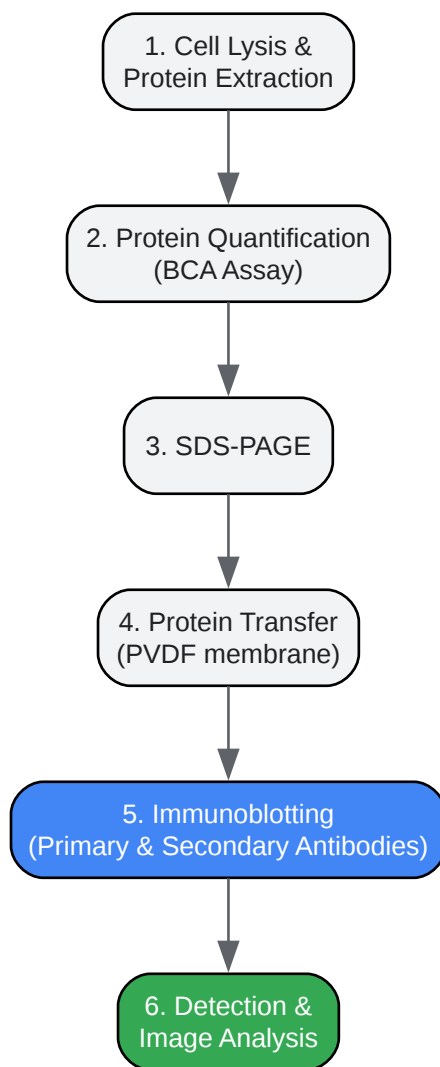 1. Cell Lysis &
Protein Extraction
2. Protein Quantification
(BCA Assay)
3. SDS-PAGE
4. Protein Transfer
(PVDF membrane)
5. Immunoblotting
(Primary & Secondary Antibodies)
6. Detection &
Image Analysis